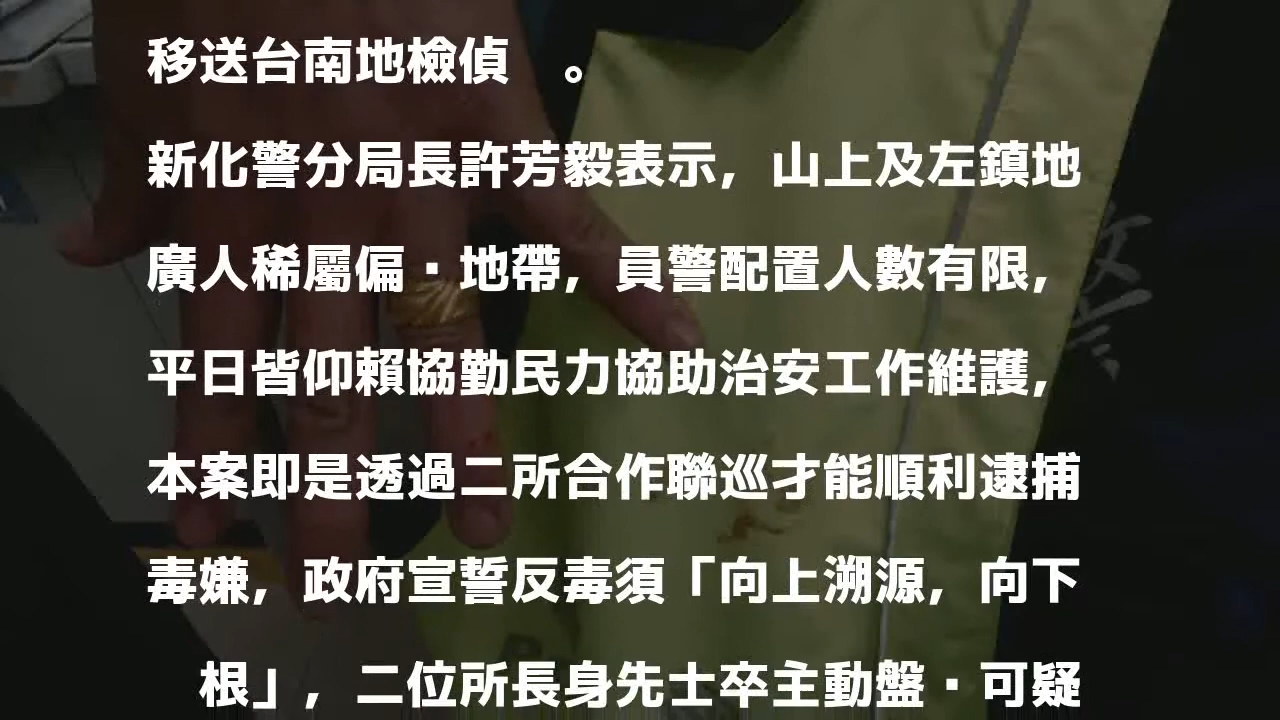 移送台南地檢偵　。
新化警分局長許芳毅表示，山上及左鎮地
廣人稀屬偏・地帶，員警配置人數有限，
平日皆仰賴協勤民力協助治安工作維護，
本案即是透過二所合作聯巡才能順利逮捕
毒嫌，政府宣誓反毒須「向上溯源，向下
　根」，二位所長身先士卒主動盤・可疑